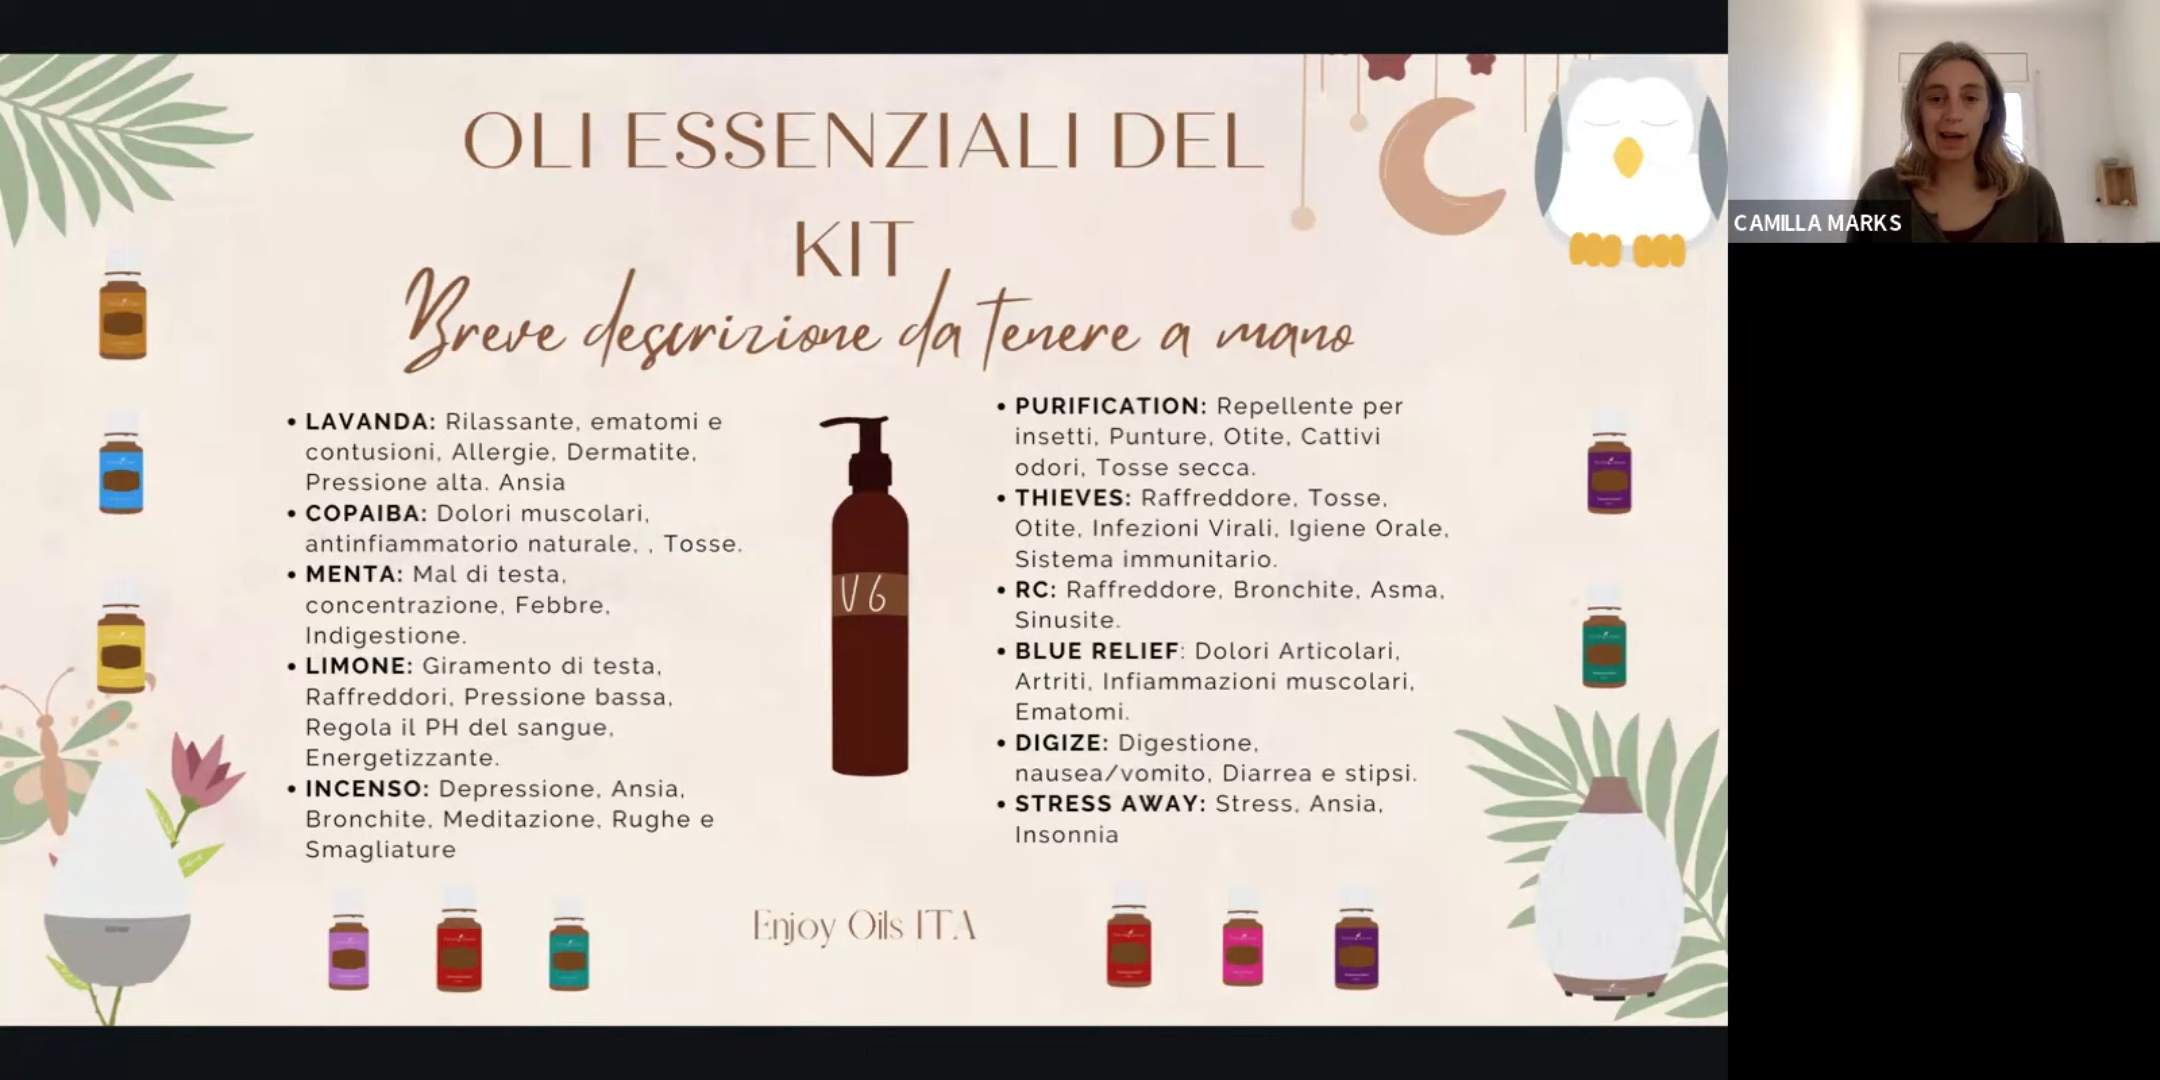 OLI ESSENZIALI DEL
KIT
Breve descrizione da tenere a mano
• LAVANDA: Rilassante, ematomi e
contusioni, Allergie, Dermatite,
Pressione alta. Ansia
• COPAIBA: Dolori muscolari,
antinfiammatorio naturale, , Tosse.
• MENTA: Mal di testa,
concentrazione, Febbre,
Indigestione.
• LIMONE: Giramento di testa,
Raffreddori, Pressione bassa,
Regola il PH del sangue,
Energetizzante.
• INCENSO: Depressione, Ansia,
Bronchite, Meditazione, Rughe e
Smagliature
V6
• PURIFICATION: Repellente per
insetti, Punture, Otite, Cattivi
odori, Tosse secca.
• THIEVES: Raffreddore, Tosse,
Otite, Infezioni Virali, Igiene Orale,
Sistema immunitario.
• RC: Raffreddore, Bronchite, Asma,
Sinusite.
• BLUE RELIEF: Dolori Articolari,
Artriti, Infiammazioni muscolari,
Ematomi.
• DIGIZE: Digestione,
nausea/vomito, Diarrea e stipsi.
• STRESS AWAY: Stress, Ansia,
Insonnia
Enjoy Oils ITA
CAMILLA MARKS